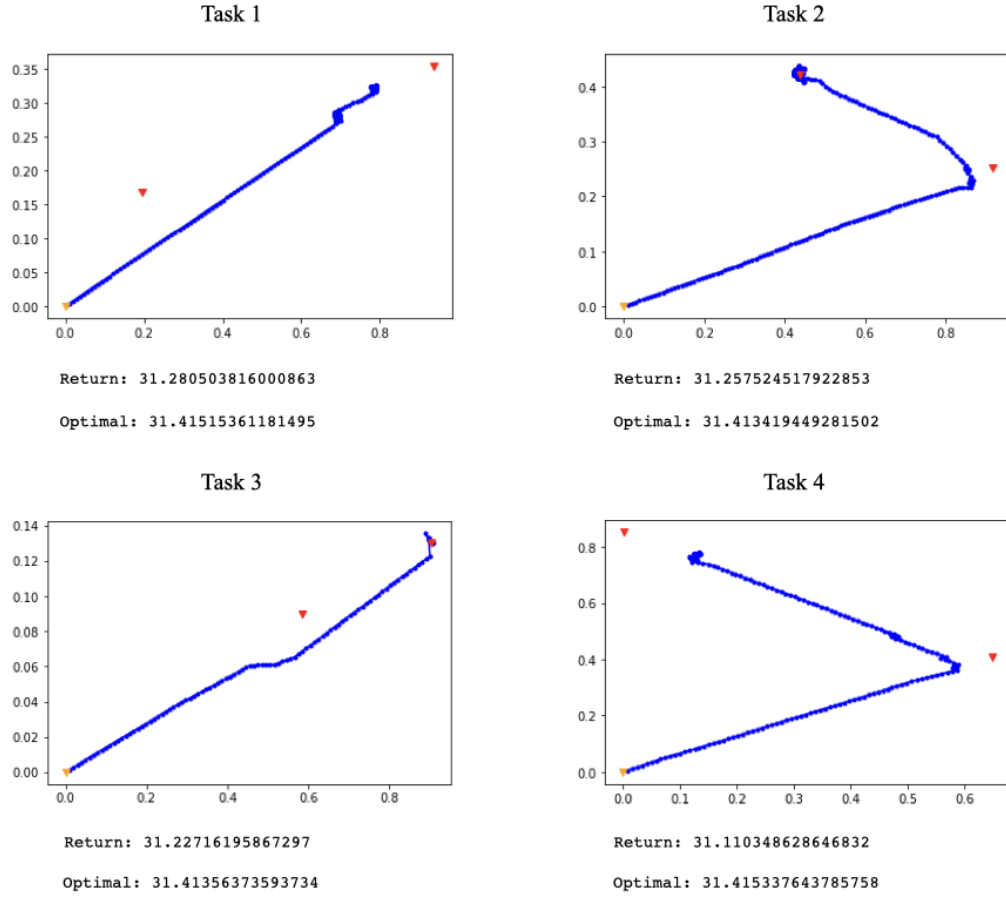 Task 1
0.35
0.30
0.25
0.20
0.15
0.10
0.05
0.00
0.0 0.2 0.4 0.6 0.8
Return: 31.280503816000863
Optimal: 31.41515361181495
Task 2
0.4
0.3
0.2
0.1
0.0
0.0 0.2 0.4 0.6 0.8
Return: 31.257524517922853
Optimal: 31.413419449281502
Task 3
0.14
0.12
0.10
0.08
0.06
0.04
0.02
0.00
0.0 0.2 0.4 0.6 0.8
Return: 31.22716195867297
Optimal: 31.41356373593734
Task 4
0.8
0.6
0.4
0.2
0.0
0.0 0.1 0.2 0.3 0.4 0.5 0.6
Return: 31.110348628646832
Optimal: 31.415337643785758